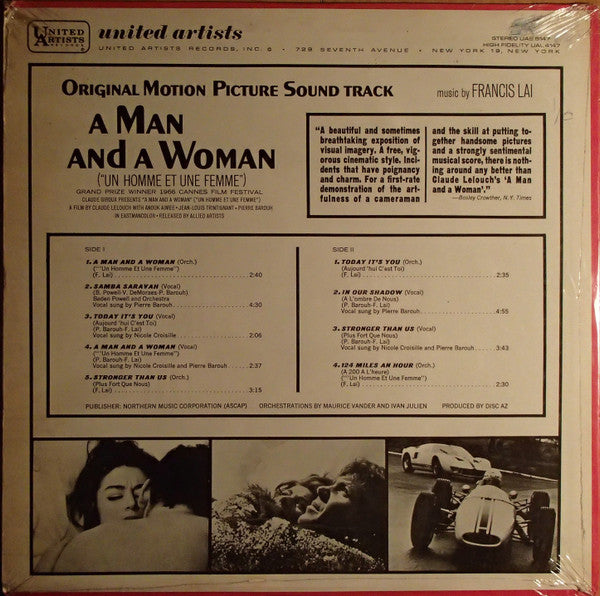 UNITED ARTISTS RECORDS
united artists
UNITED ARTISTS RECORDS, INC. ® • 729 SEVENTH AVENUE • NEW YORK 19, NEW YORK
STEREO UAS 5147
HIGH FIDELITY UAL 4147
ORIGINAL MOTION PICTURE SOUND TRACK
music by FRANCIS LAI
A MAN
AND A WOMAN
("UN HOMME ET UNE FEMME")
GRAND PRIZE WINNER 1966 CANNES FILM FESTIVAL
CLAUDE GIROUX PRESENTS "A MAN AND A WOMAN" ("UN HOMME ET UNE FEMME")
A FILM BY CLAUDE LELOUCH WITH ANOUK AIMEE • JEAN-LOUIS TRINTIGNANT • PIERRE BAROUH
IN EASTMANCOLOR • RELEASED BY ALLIED ARTISTS
"A beautiful and sometimes
breathtaking exposition of
visual imagery. A free, vig-
orous cinematic style. Inci-
dents that have poignancy
and charm. For a first-rate
demonstration of the art-
fulness of a cameraman
and the skill at putting to-
gether handsome pictures
and a strongly sentimental
musical score, there is noth-
ing around any better than
Claude Lelouch's 'A Man
and a Woman'."
—Bosley Crowther, N.Y. Times
SIDE I
1. A MAN AND A WOMAN (Orch.)
(""Un Homme Et Une Femme")
(F. Lai) 2:40
2. SAMBA SARAVAH (Vocal)
(B. Powell-V. DeMoraes-P. Barouh)
Baden Powell and Orchestra
Vocal sung by Pierre Barouh 4:30
3. TODAY IT'S YOU (Vocal)
(Aujourd 'hui C'est Toi)
(P. Barouh-F. Lai)
Vocal sung by Nicole Croisille 2:06
4. A MAN AND A WOMAN (Vocal)
(""Un Homme Et Une Femme")
(P. Barouh-F. Lai)
Vocal sung by Nicole Croisille and Pierre Barouh 2:37
5. STRONGER THAN US (Orch.)
(Plus Fort Que Nous)
(F. Lai) 3:15
SIDE II
1. TODAY IT'S YOU (Orch.)
(Aujourd 'hui C'Est Toi)
(F. Lai) 2:35
2. IN OUR SHADOW (Vocal)
(A L'ombre De Nous)
(P. Barouh-F. Lai)
Vocal sung by Pierre Barouh 4:55
3. STRONGER THAN US (Vocal)
(Plus Fort Que Nous)
(P. Barouh-F. Lai)
Vocal sung by Nicole Croisille and Pierre Barouh 3:43
4. 124 MILES AN HOUR (Orch.)
(A 200 A L'heure)
(""Un Homme Et Une Femme")
(F. Lai) 2:30
PUBLISHER: NORTHERN MUSIC CORPORATION (ASCAP) ORCHESTRATIONS BY MAURICE VANDER AND IVAN JULIEN PRODUCED BY DISC AZ